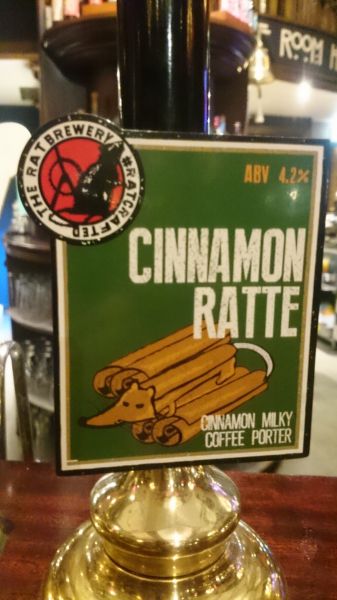 THE RAT BREWERY
#RATCRAFTED
ABV 4.2%
CINNAMON
RATTE
CINNAMON MILKY
COFFEE PORTER
ROOM